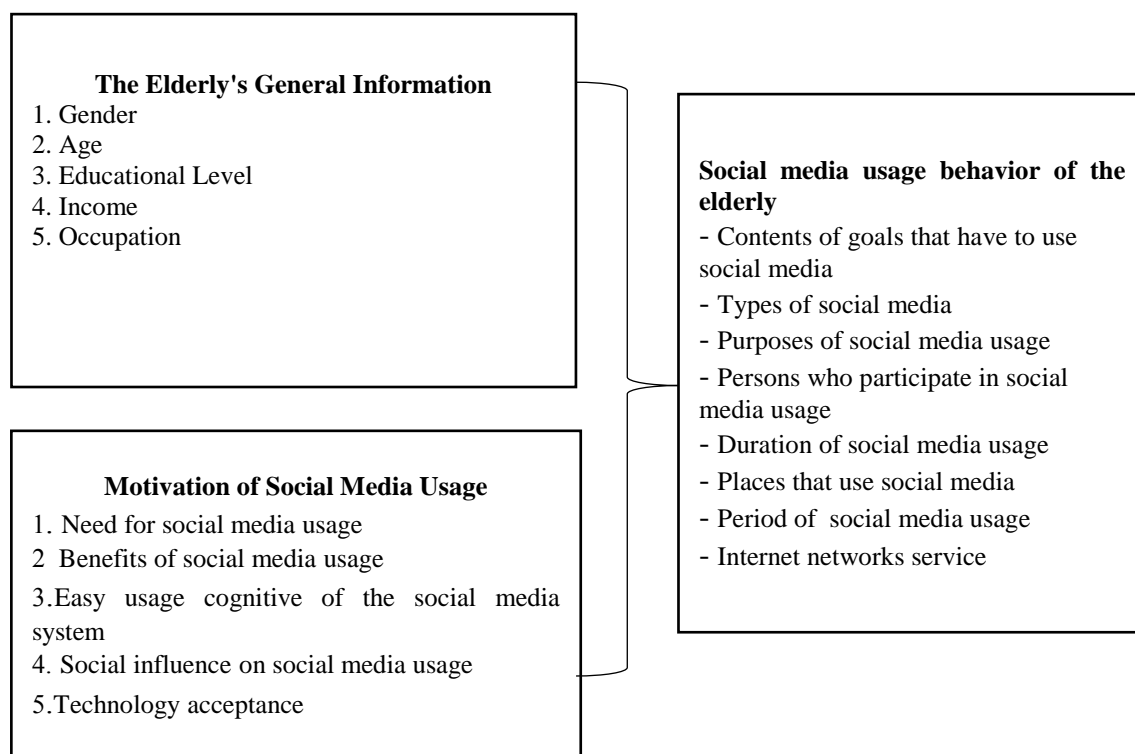 The Elderly's General Information
1. Gender
2. Age
3. Educational Level
4. Income
5. Occupation
Motivation of Social Media Usage
1. Need for social media usage
2 Benefits of social media usage
3.Easy usage cognitive of the social media
system
4. Social influence on social media usage
5.Technology acceptance
Social media usage behavior of the
elderly
- Contents of goals that have to use
social media
- Types of social media
- Purposes of social media usage
- Persons who participate in social
media usage
- Duration of social media usage
- Places that use social media
- Period of social media usage
- Internet networks service